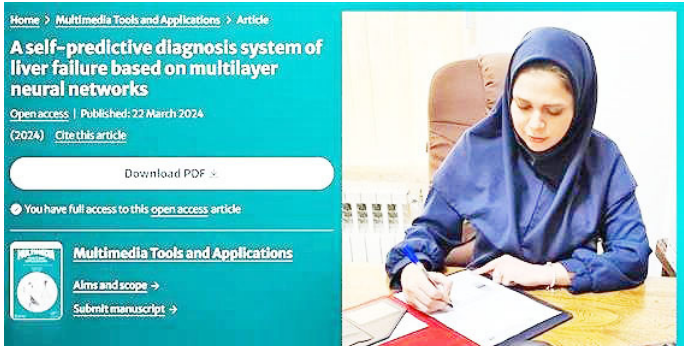 Home > Multimedia Tools and Applications > Article
A self-predictive diagnosis system of
liver failure based on multilayer
neural networks
Open access | Published: 22 March 2024
(2024) Cite this article
Download PDF
You have full access to this open access article
Multimedia Tools and Applications
Aims and scope →
Submit manuscript →